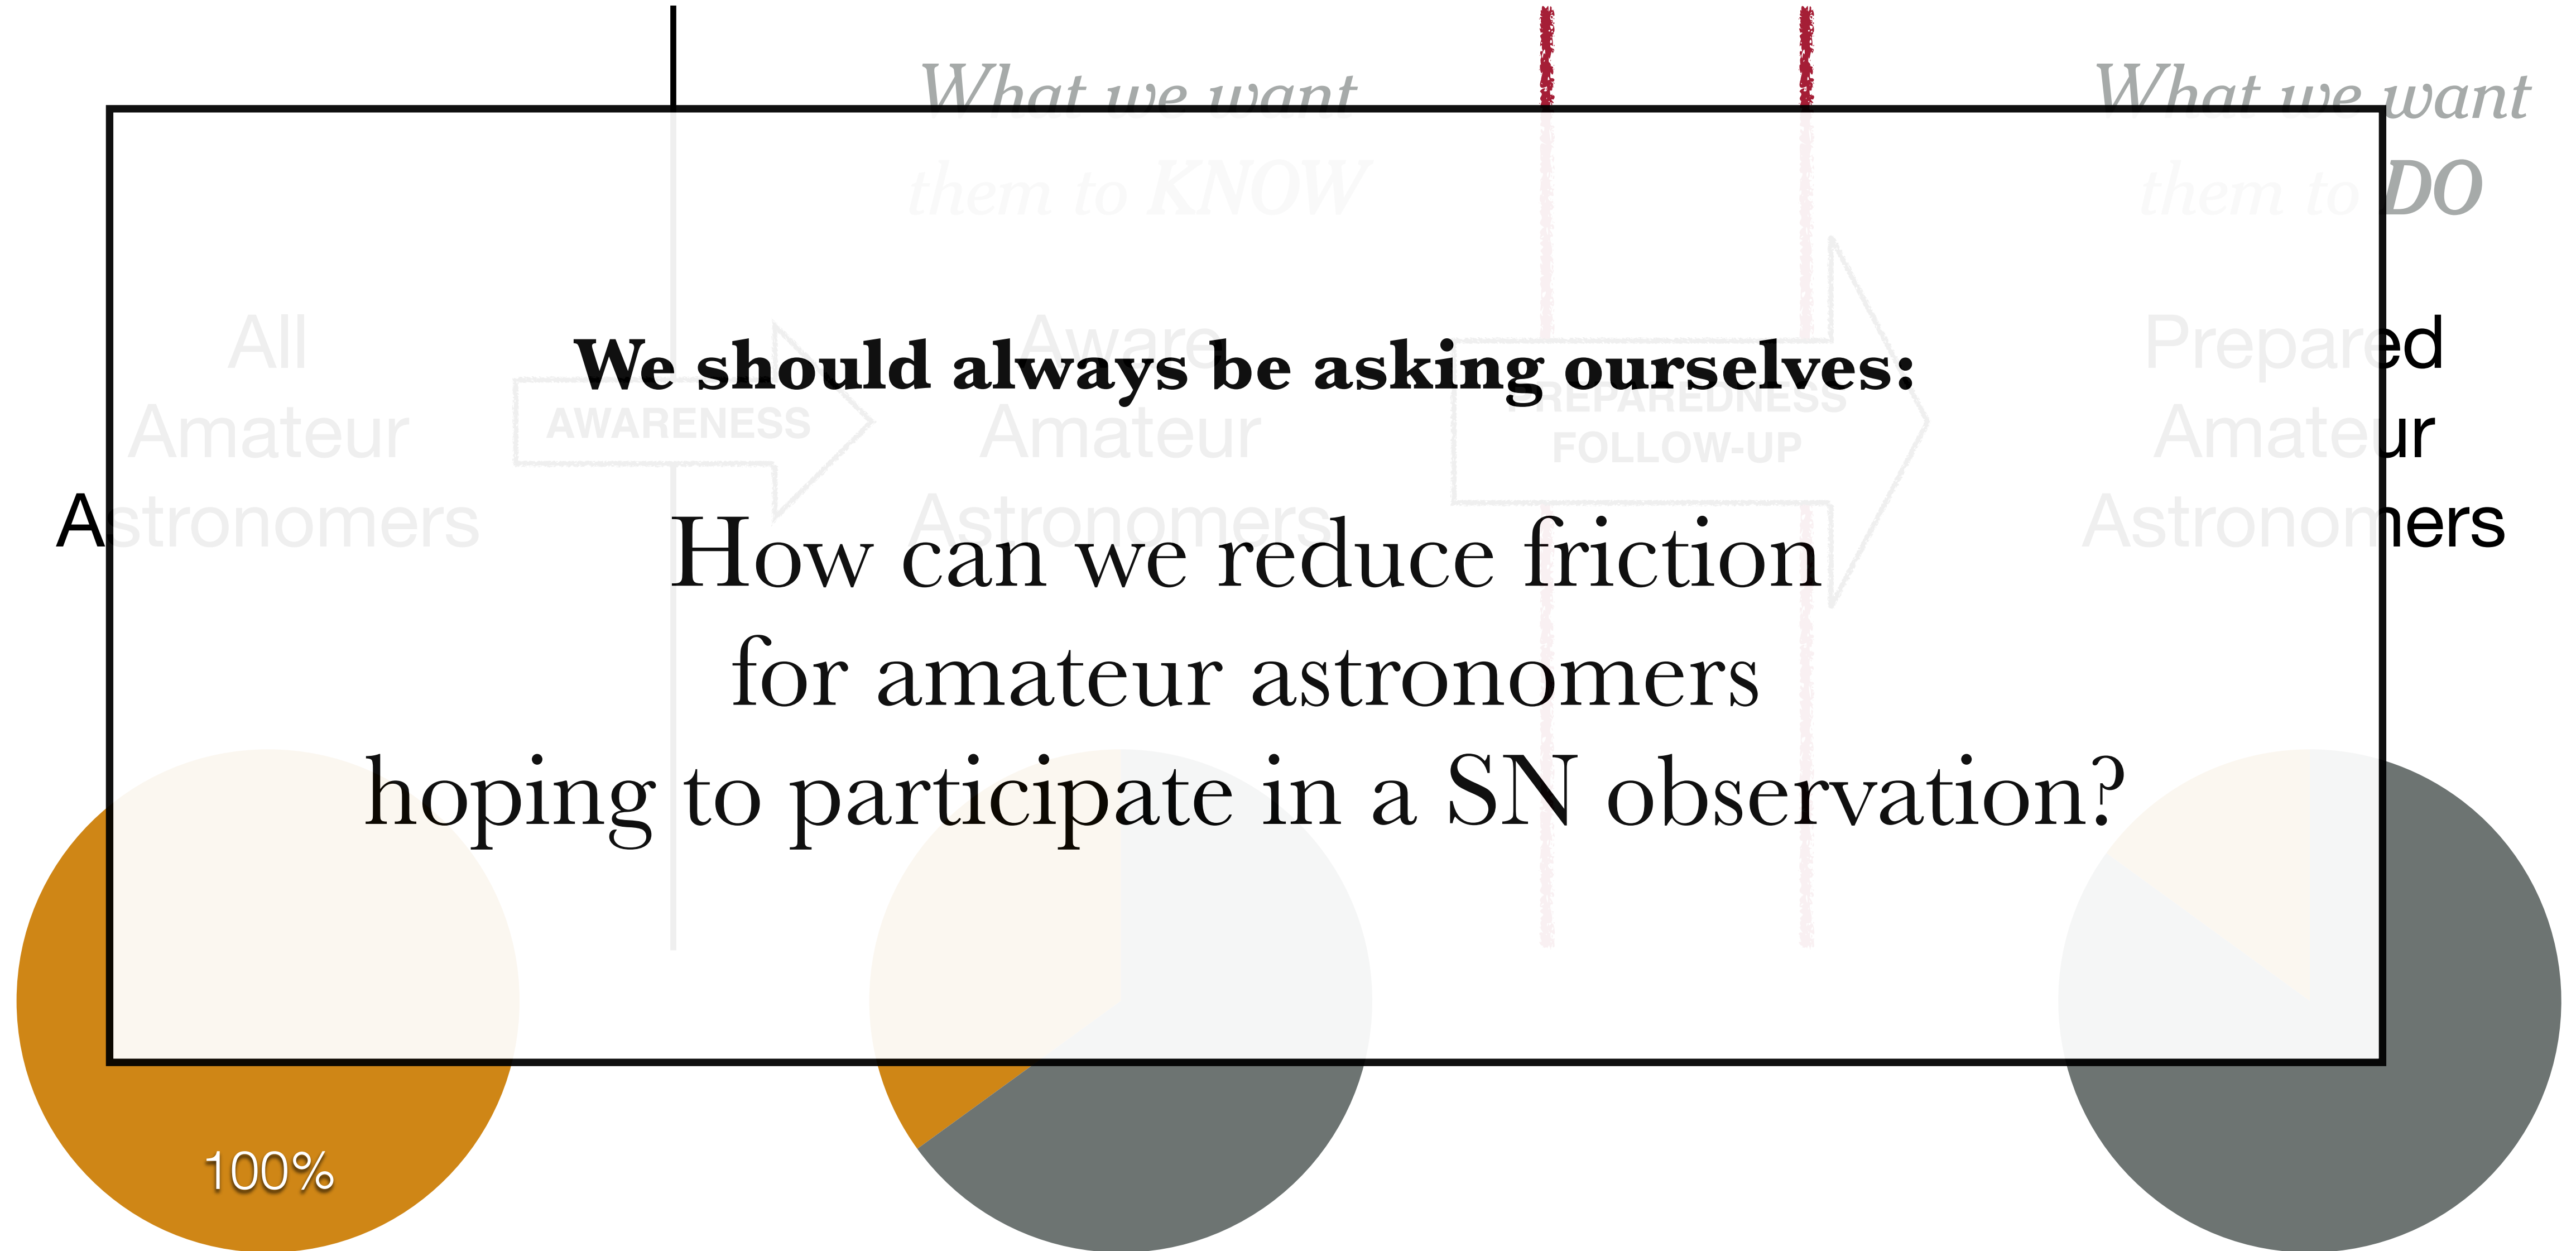 What we want
them to KNOW
What we want
them to DO
All
Amateur
Astronomers
AWARENESS
Aware
Amateur
Astronomers
PREPAREDNESS
FOLLOW-UP
Prepared
Amateur
Astronomers
We should always be asking ourselves:
How can we reduce friction
for amateur astronomers
hoping to participate in a SN observation?
100%